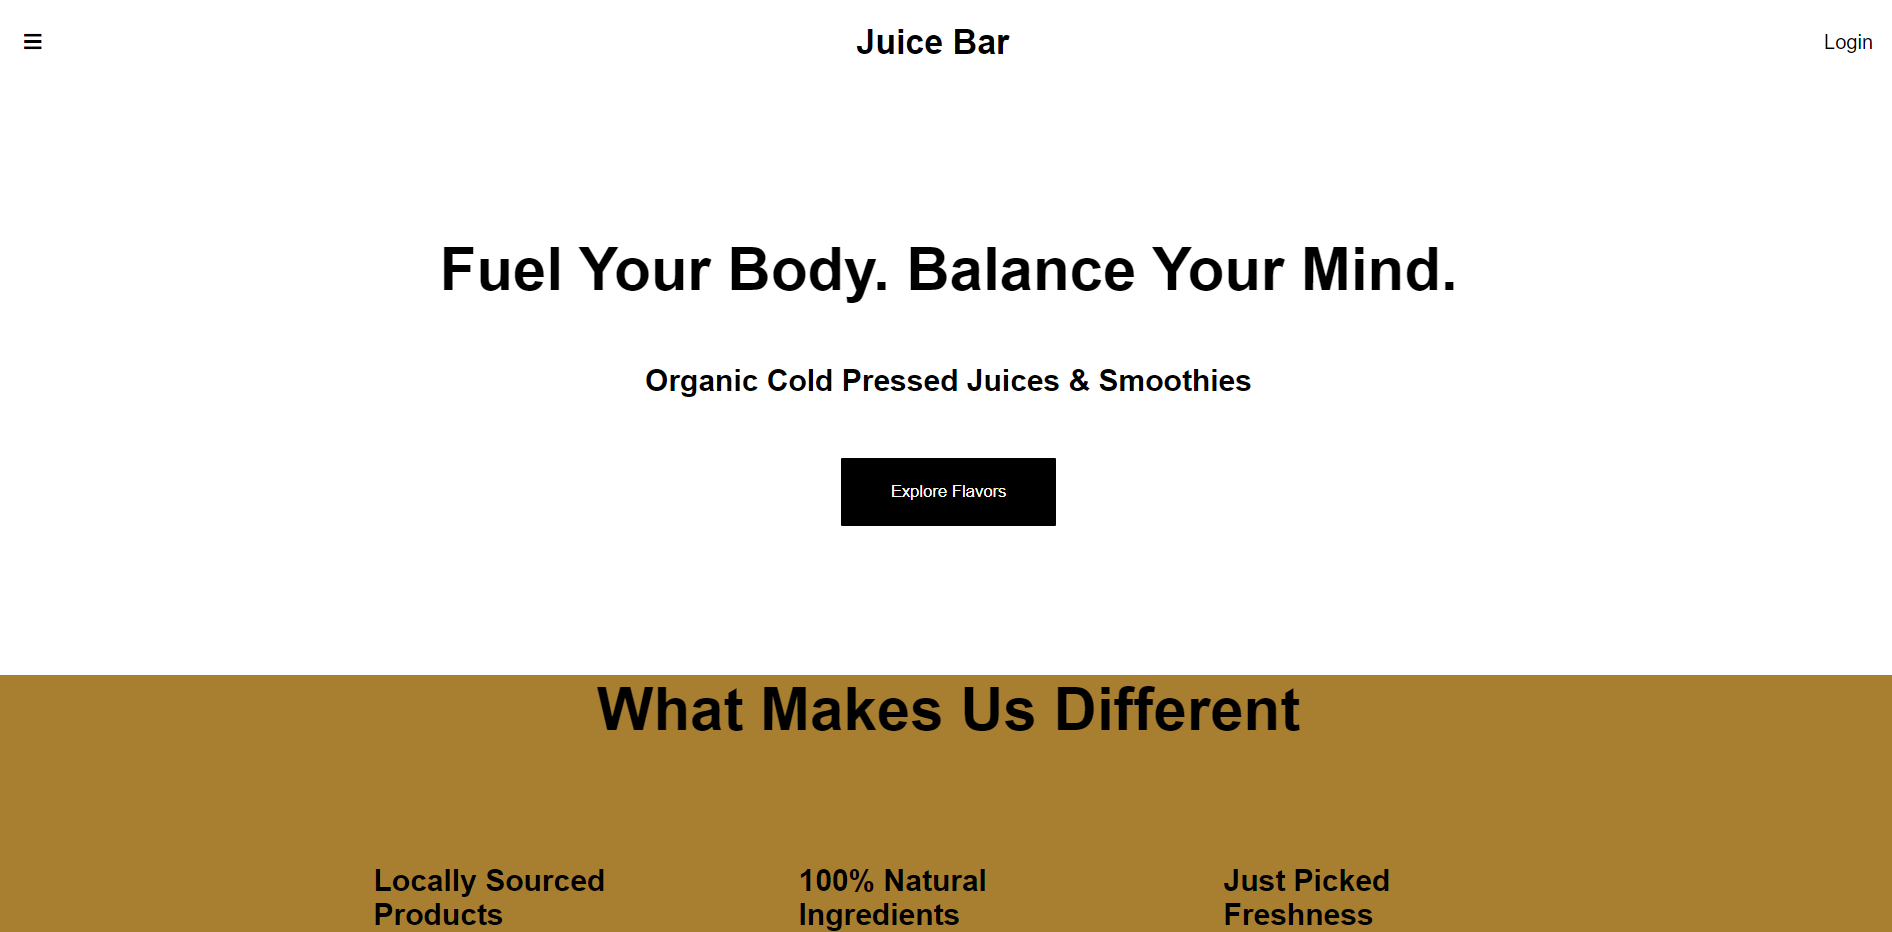 Juice Bar
Login
Fuel Your Body. Balance Your Mind.
Organic Cold Pressed Juices & Smoothies
Explore Flavors
What Makes Us Different
Locally Sourced
Products
100% Natural
Ingredients
Just Picked
Freshness